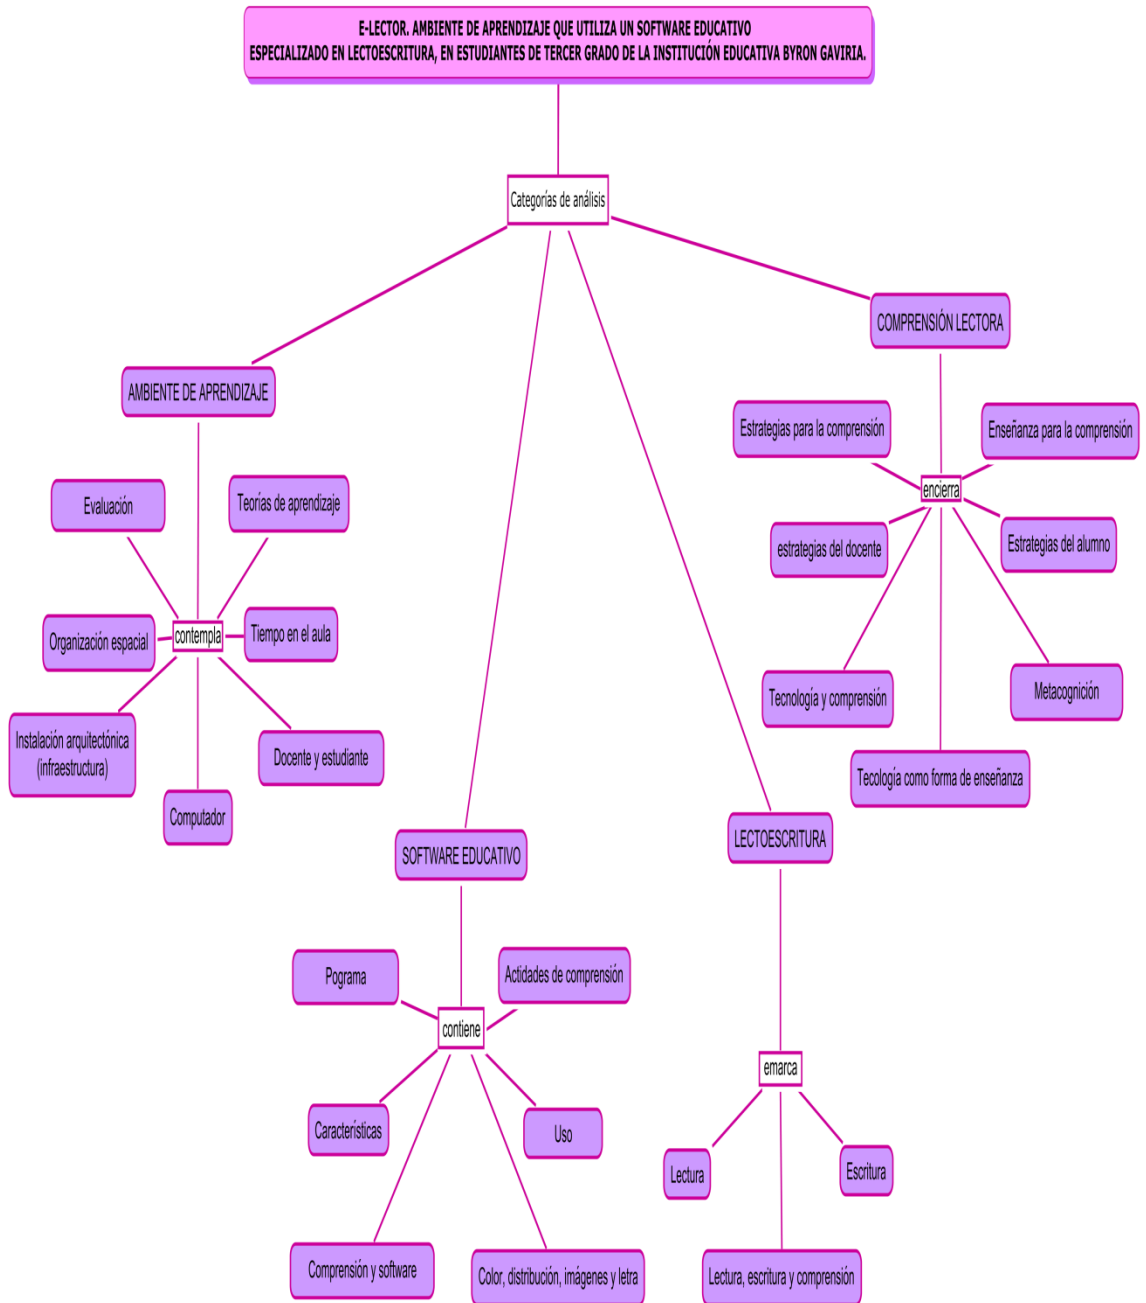 E-LECTOR. AMBIENTE DE APRENDIZAJE QUE UTILIZA UN SOFTWARE EDUCATIVO
ESPECIALIZADO EN LECTOESCRITURA, EN ESTUDIANTES DE TERCER GRADO DE LA INSTITUCIÓN EDUCATIVA BYRON GAVIRIA.
Categorías de análisis
AMBIENTE DE APRENDIZAJE
Evaluación
Teorías de aprendizaje
contempla
Organización espacial
Tiempo en el aula
Instalación arquitectónica
(infraestructura)
Docente y estudiante
Computador
SOFTWARE EDUCATIVO
Pograma
Actidades de comprensión
contiene
Características
Uso
Comprensión y software
Color, distribución, imágenes y letra
LECTOESCRITURA
emarca
Lectura
Escritura
Lectura, escritura y comprensión
COMPRENSIÓN LECTORA
Estrategias para la comprensión
Enseñanza para la comprensión
encierra
estrategias del docente
Estrategias del alumno
Tecnología y comprensión
Metacognición
Tecología como forma de enseñanza